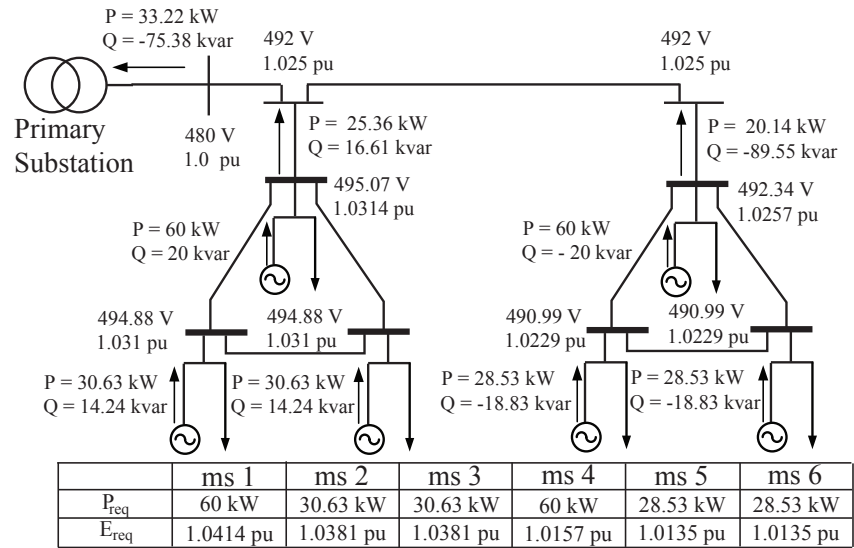 P = 33.22 kW
Q = -75.38 kvar
492 V
1.025 pu
492 V
1.025 pu
Primary
Substation
480 V
1.0 pu
P = 25.36 kW
Q = 16.61 kvar
P = 20.14 kW
Q = -89.55 kvar
495.07 V
1.0314 pu
492.34 V
1.0257 pu
P = 60 kW
Q = 20 kvar
P = 60 kW
Q = - 20 kvar
494.88 V
1.031 pu
494.88 V
1.031 pu
490.99 V
1.0229 pu
490.99 V
1.0229 pu
P = 30.63 kW
Q = 14.24 kvar
P = 30.63 kW
Q = 14.24 kvar
P = 28.53 kW
Q = -18.83 kvar
P = 28.53 kW
Q = -18.83 kvar
ms 1 ms 2 ms 3 ms 4 ms 5 ms 6
Preq 60 kW 30.63 kW 30.63 kW 60 kW 28.53 kW 28.53 kW
Ereq 1.0414 pu 1.0381 pu 1.0381 pu 1.0157 pu 1.0135 pu 1.0135 pu